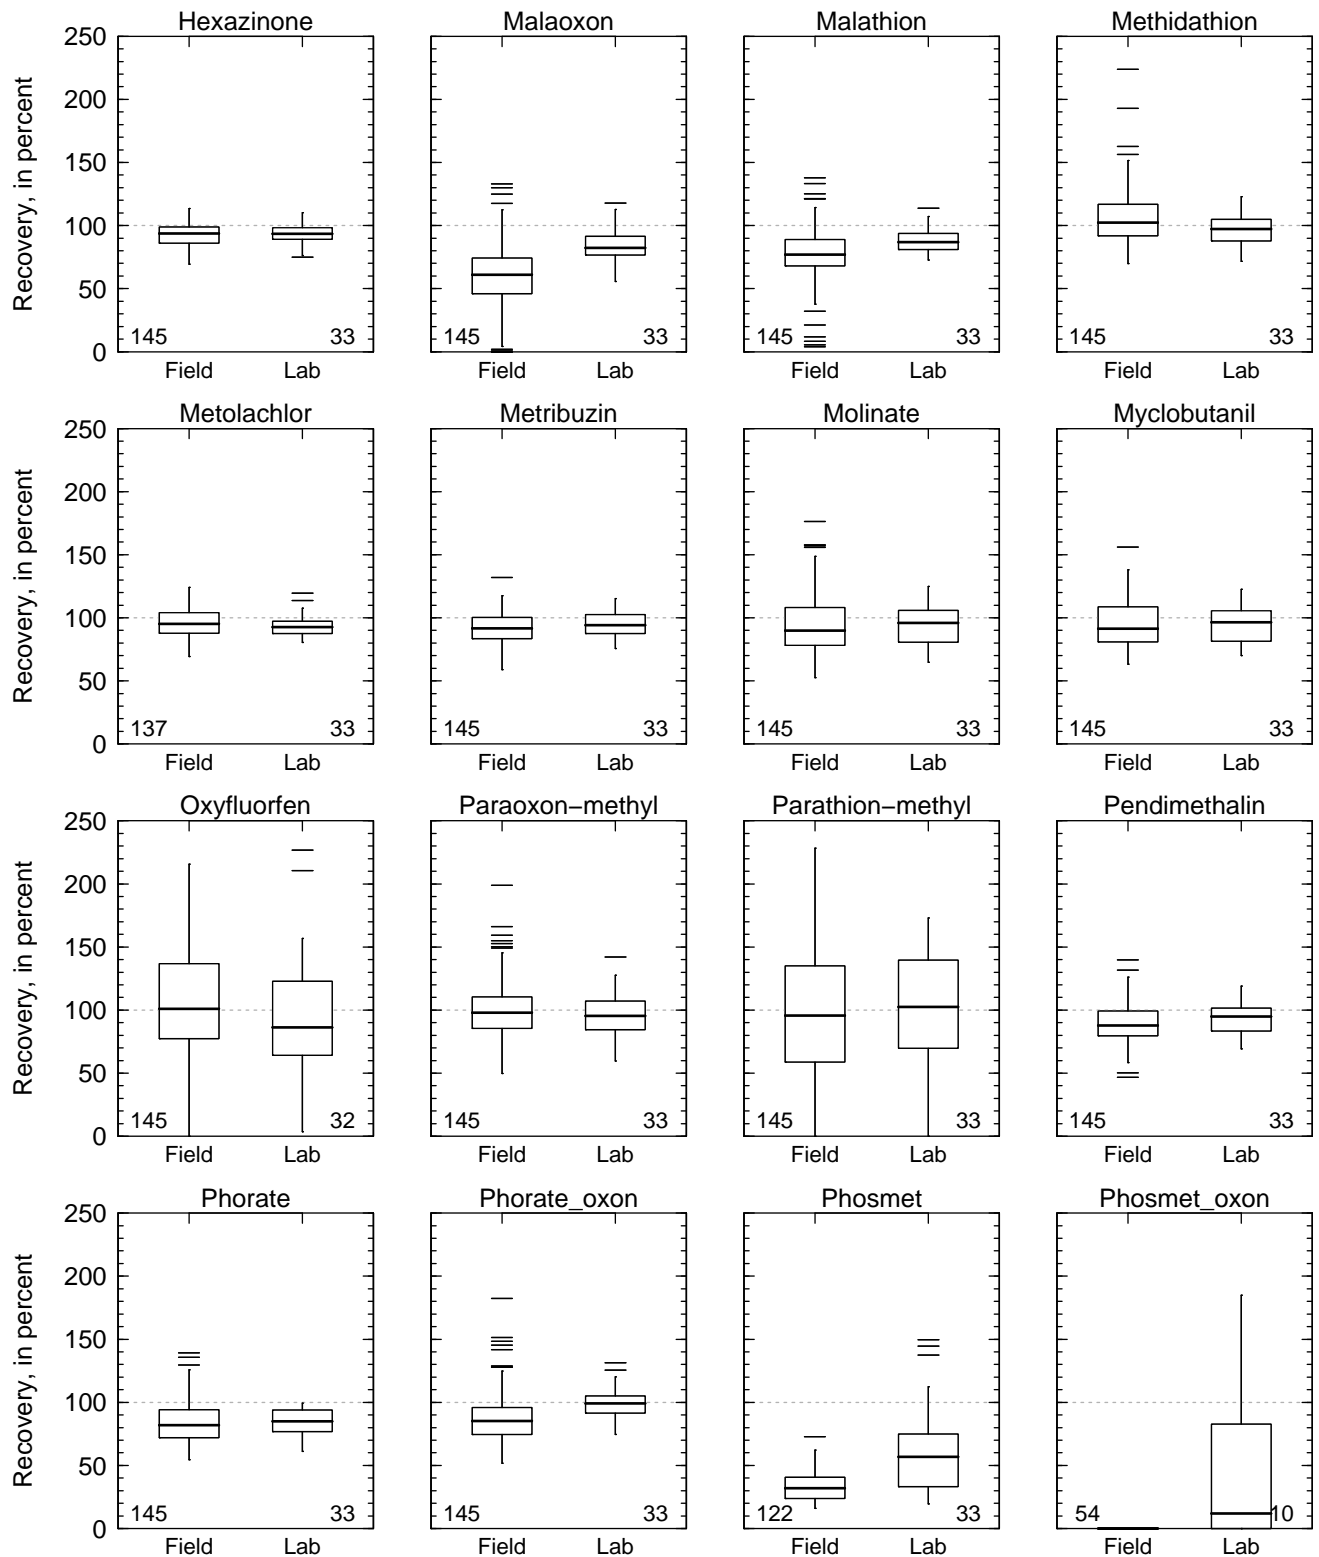 Hexazinone Malaoxon Malathion Methidathion
250
200
150
100
50
0
Recovery, in percent
145 33 145 33 145 33 145 33
Field Lab Field Lab Field Lab Field Lab
Metolachlor Metribuzin Molinate Myclobutanil
250
200
150
100
50
0
Recovery, in percent
137 33 145 33 145 33 145 33
Field Lab Field Lab Field Lab Field Lab
Oxyfluorfen Paraoxon−methyl Parathion−methyl Pendimethalin
250
200
150
100
50
0
Recovery, in percent
145 32 145 33 145 33 145 33
Field Lab Field Lab Field Lab Field Lab
Phorate Phorate_oxon Phosmet Phosmet_oxon
250
200
150
100
50
0
Recovery, in percent
145 33 145 33 122 33 54 10
Field Lab Field Lab Field Lab Field Lab